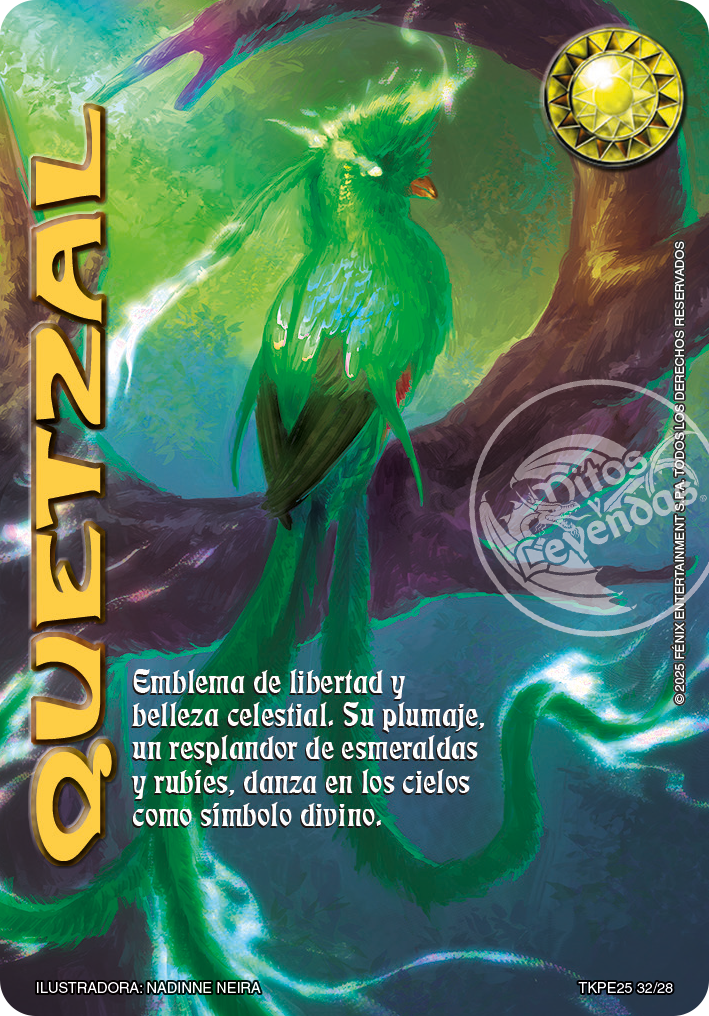 QUETZAL
Emblema de libertad y
belleza celestial. Su plumaje,
un resplandor de esmeraldas
y rubíes, danza en los cielos
como símbolo divino.
Mitos
y
Leyendas®
© 2025 FÉNIX ENTERTAINMENT S.P.A. TODOS LOS DERECHOS RESERVADOS
ILUSTRADORA: NADINNE NEIRA
TKPE25 32/28